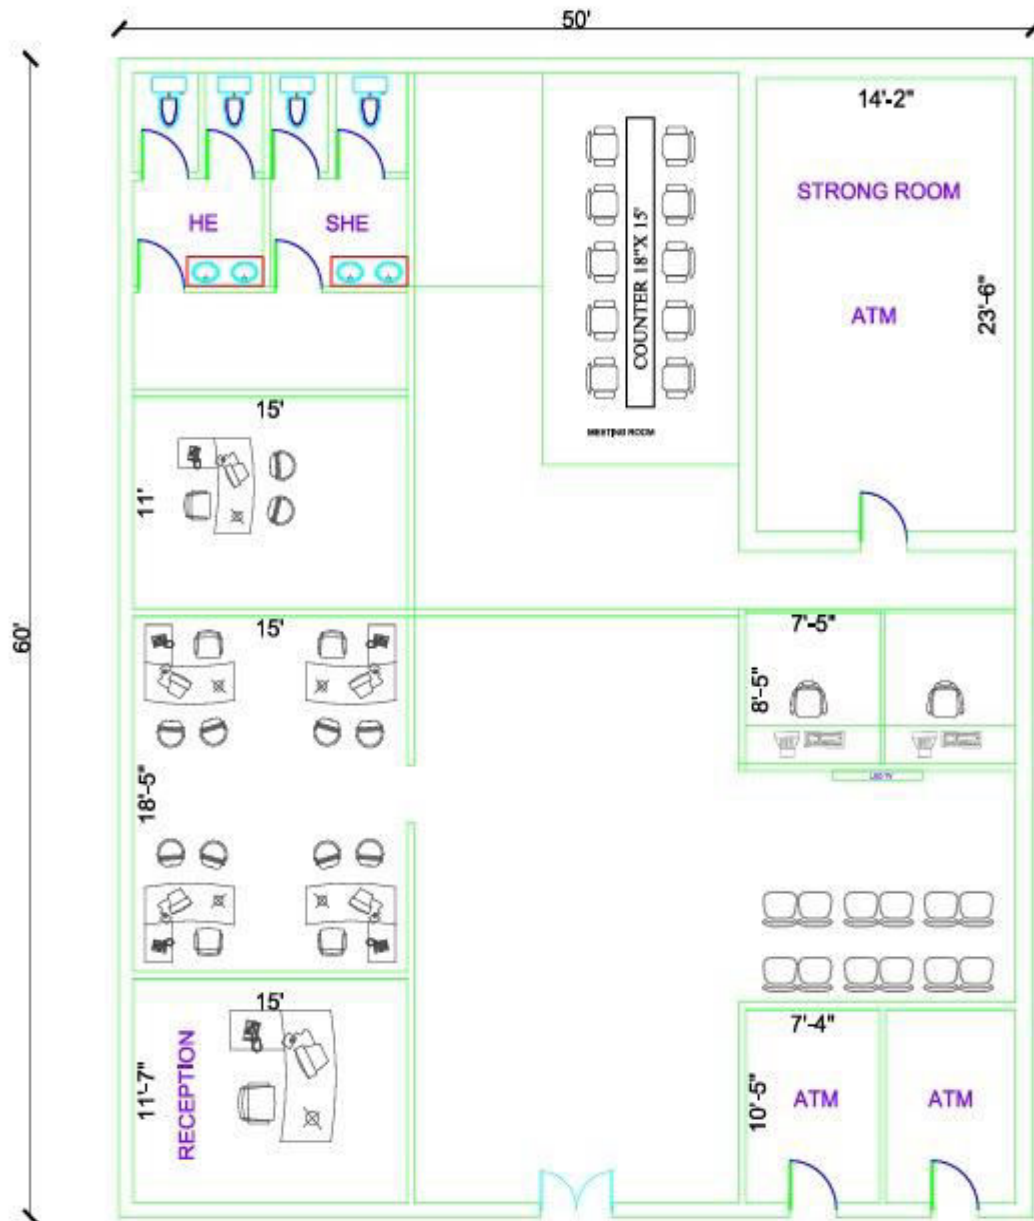 50'
14'-2"
STRONG ROOM
HE
SHE
COUNTER 18"X 15'
23'-6"
ATM
15'
MEETING ROOM
11'
60'
15'
7'-5"
8'-5"
LED TV
18'-5"
15'
7'-4"
11'-7"
RECEPTION
10'-5"
ATM
ATM